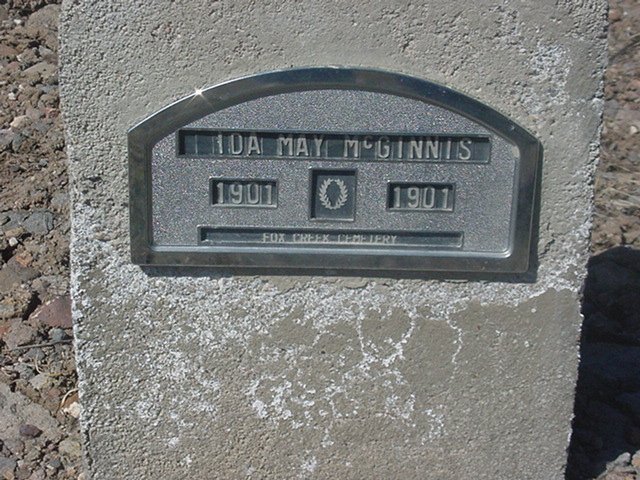 IDA MAY McGINNIS
1901 1901
FOX CREEK CEMETERY